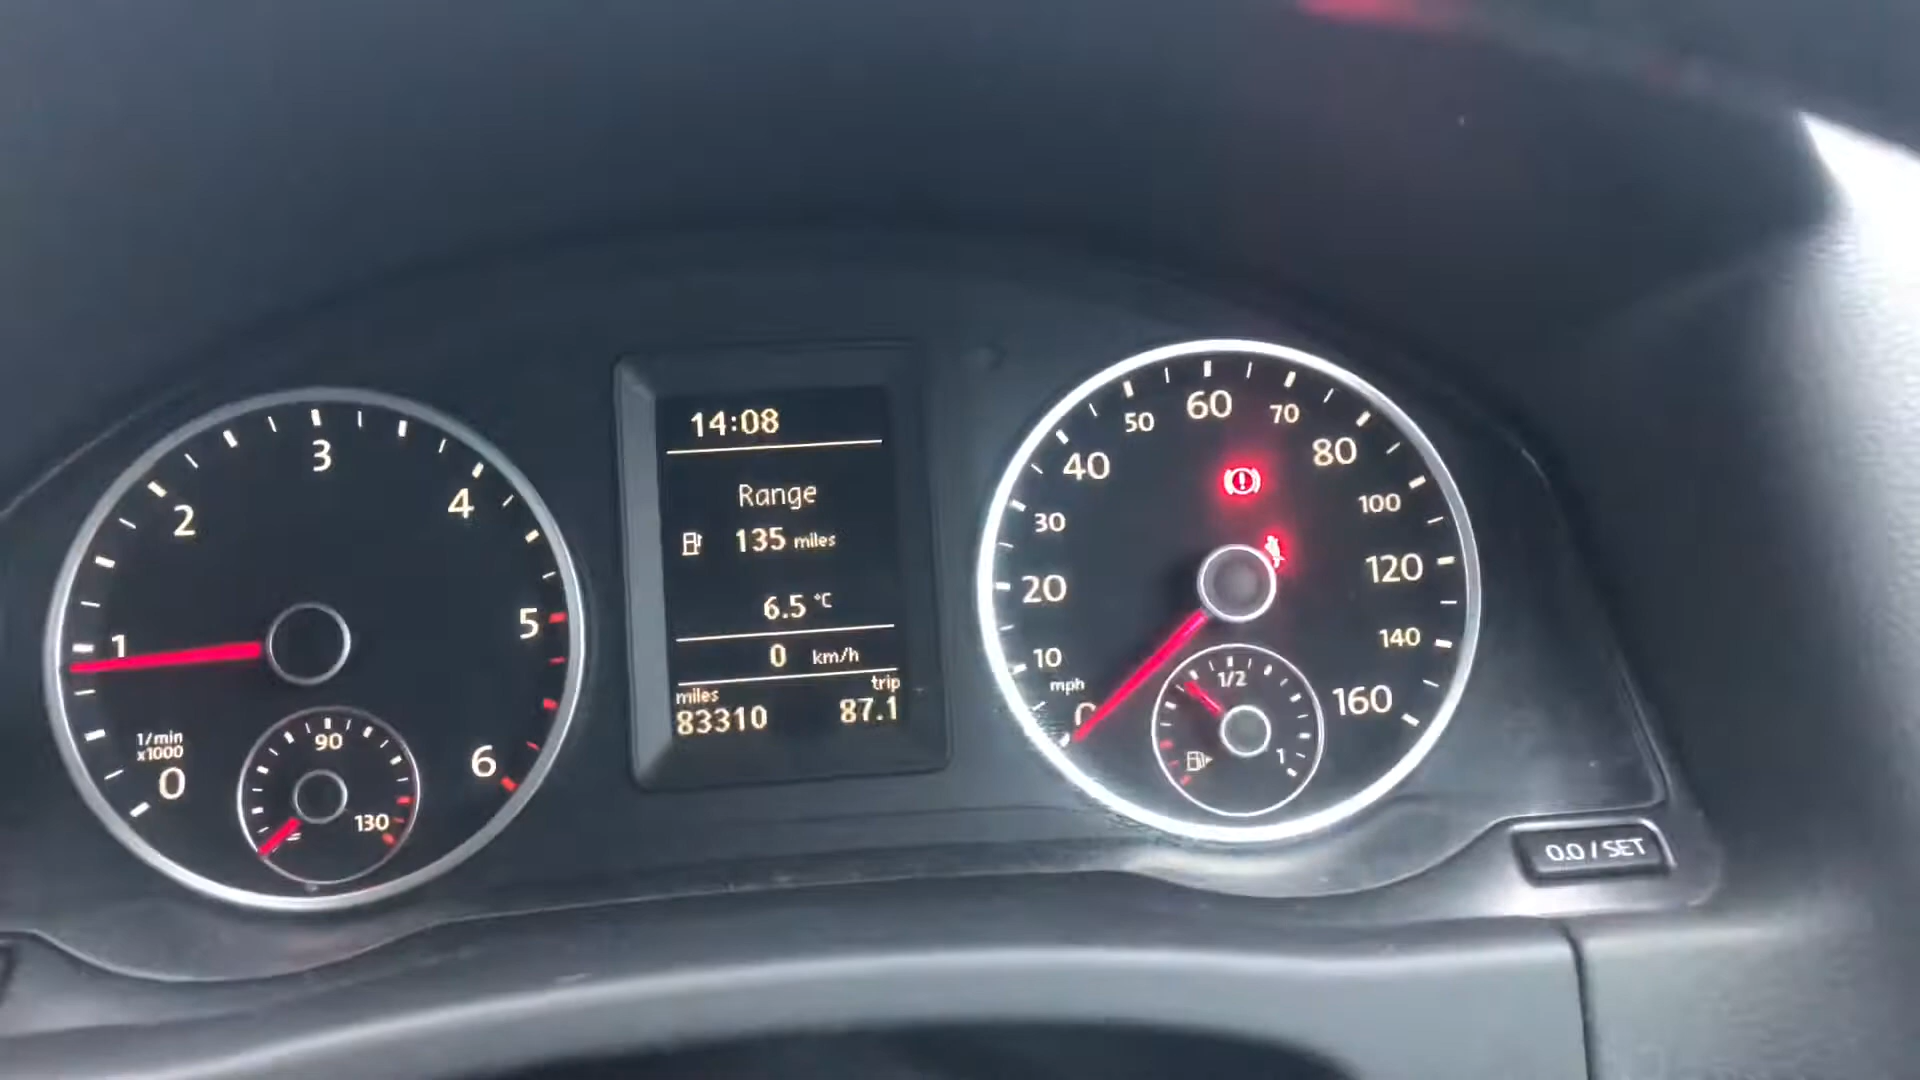 1/min
x1000
0
1
2
3
4
5
6
90
130
14:08
Range
135 miles
6.5 °C
0 km/h
miles trip
83310 87.1
mph
0
10
20
30
40
50
60
70
80
100
120
140
160
1/2
1
0.0 / SET